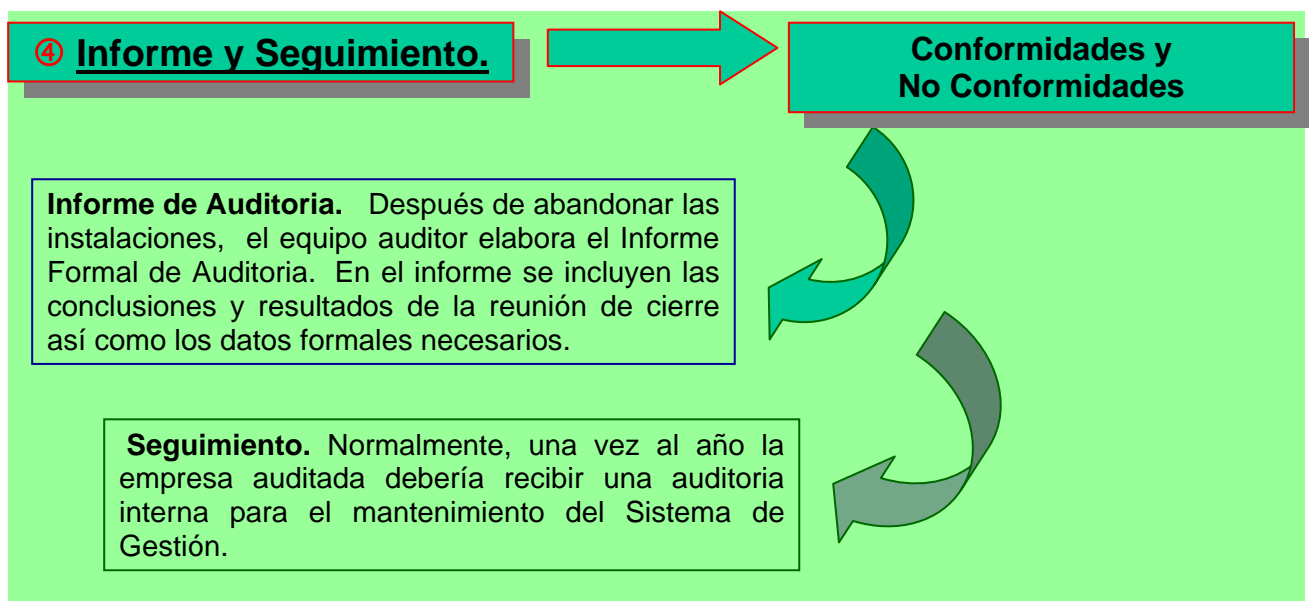 ④ Informe y Seguimiento.
Conformidades y
No Conformidades
Informe de Auditoria. Después de abandonar las
instalaciones, el equipo auditor elabora el Informe
Formal de Auditoria. En el informe se incluyen las
conclusiones y resultados de la reunión de cierre
así como los datos formales necesarios.
Seguimiento. Normalmente, una vez al año la
empresa auditada debería recibir una auditoria
interna para el mantenimiento del Sistema de
Gestión.